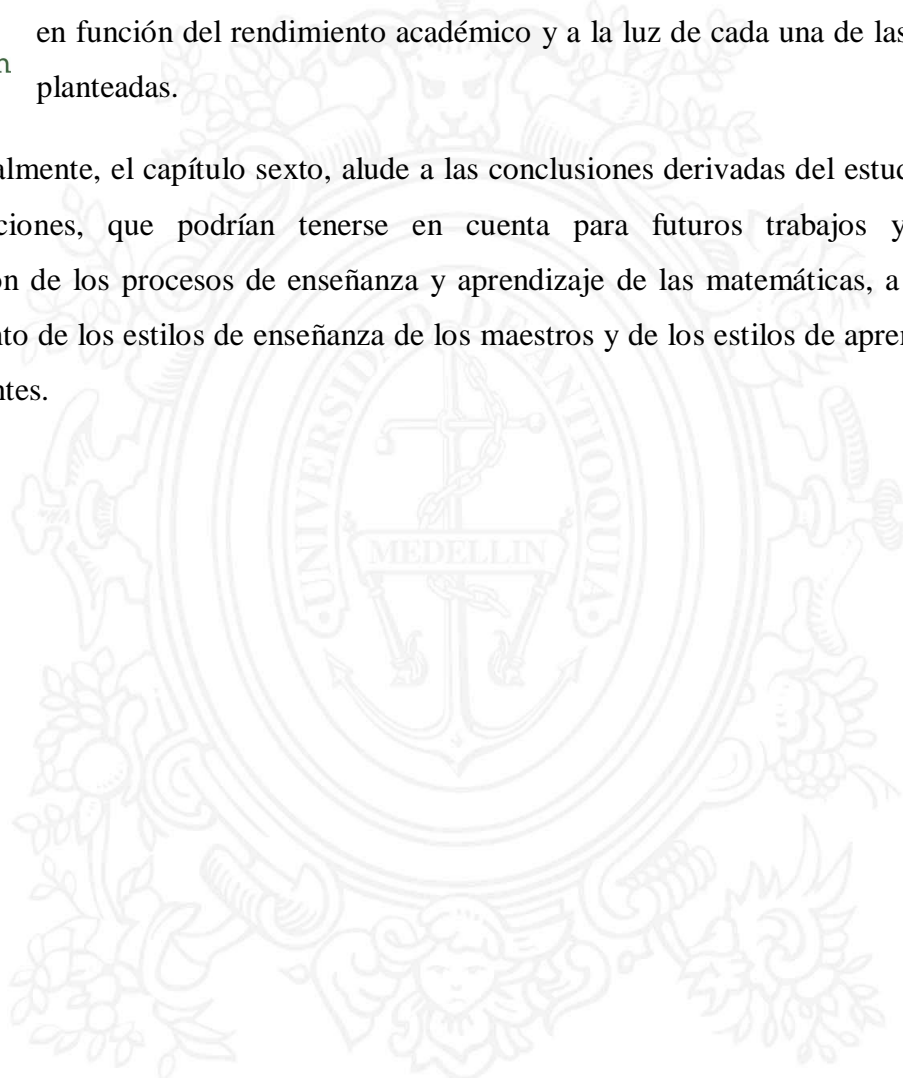 en función del rendimiento académico y a la luz de cada una de las
planteadas.
almente, el capítulo sexto, alude a las conclusiones derivadas del estud
ciones, que podrían tenerse en cuenta para futuros trabajos y
ón de los procesos de enseñanza y aprendizaje de las matemáticas, a
nto de los estilos de enseñanza de los maestros y de los estilos de apren
ntes.
UNIVERSIDAD DE ANTIOQUIA
MEDELLIN